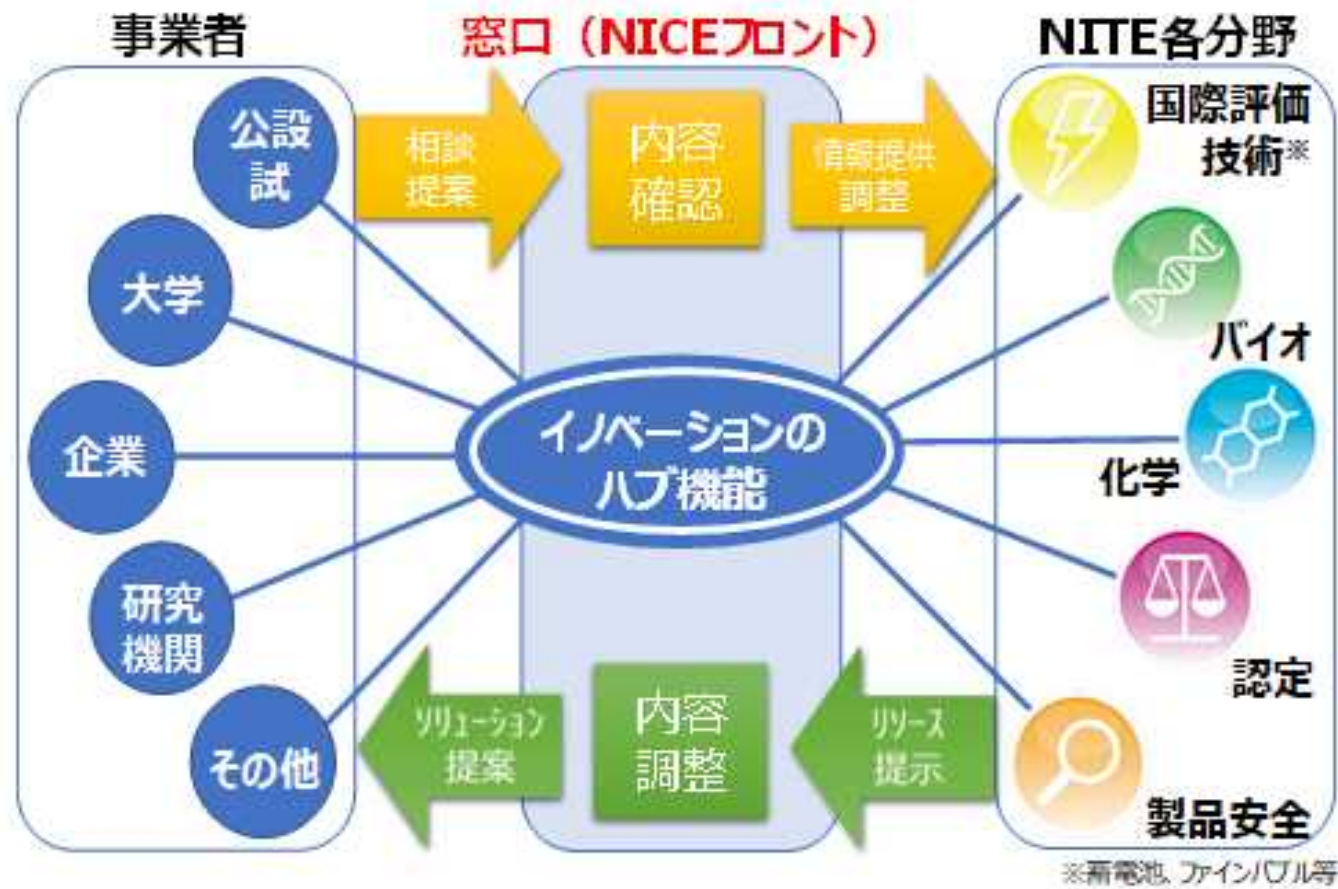 事業者
窓口（NICEフロント）
NITE各分野
公設
試
大学
企業
研究
機関
その他
相談
提案
内容
確認
情報提供
調整
イノベーションの
ハブ機能
ソリューション
提案
内容
調整
リソース
提示
国際評価
技術※
バイオ
化学
認定
製品安全
※蓄電池、ファインバブル等